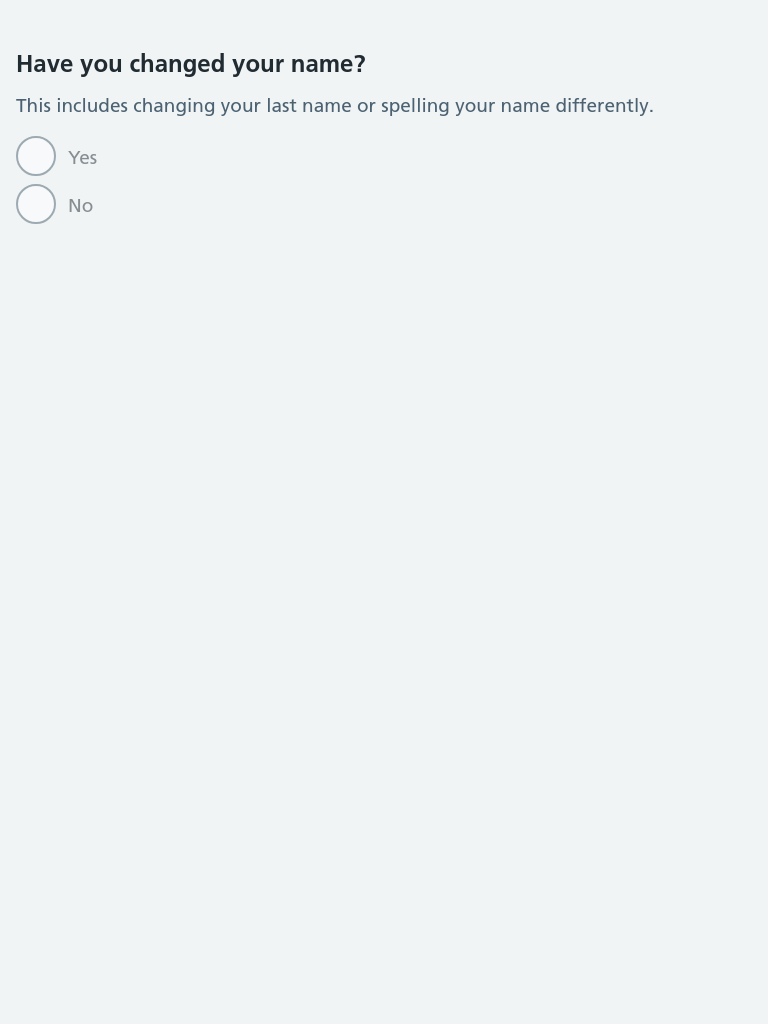 Have you changed your name?
This includes changing your last name or spelling your name differently.
Yes
No